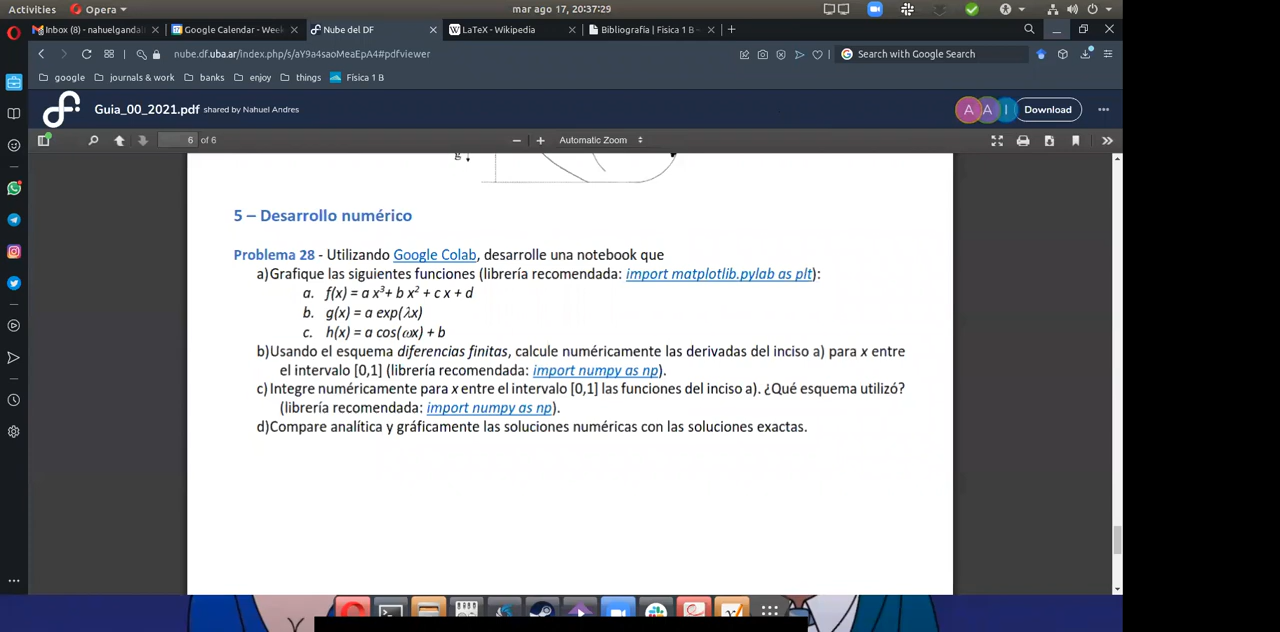 Activities Opera mar ago 17, 20:37:29
Inbox (8) - nahuelganda Google Calendar - Week Nube del DF LaTeX - Wikipedia Bibliografía | Física 1 B –
nube.df.uba.ar/index.php/s/aY9a4saoMeaEpA4#pdfviewer Search with Google Search
google journals & work banks enjoy things Física 1 B
Guia_00_2021.pdf shared by Nahuel Andres A A I Download
6 of 6 Automatic Zoom
g
5 – Desarrollo numérico
Problema 28 - Utilizando Google Colab, desarrolle una notebook que
a)Grafique las siguientes funciones (librería recomendada: import matplotlib.pylab as plt):
a. f(x) = a x³+ b x² + c x + d
b. g(x) = a exp(λx)
c. h(x) = a cos(ωx) + b
b)Usando el esquema diferencias finitas, calcule numéricamente las derivadas del inciso a) para x entre
el intervalo [0,1] (librería recomendada: import numpy as np).
c) Integre numéricamente para x entre el intervalo [0,1] las funciones del inciso a). ¿Qué esquema utilizó?
(librería recomendada: import numpy as np).
d)Compare analítica y gráficamente las soluciones numéricas con las soluciones exactas.